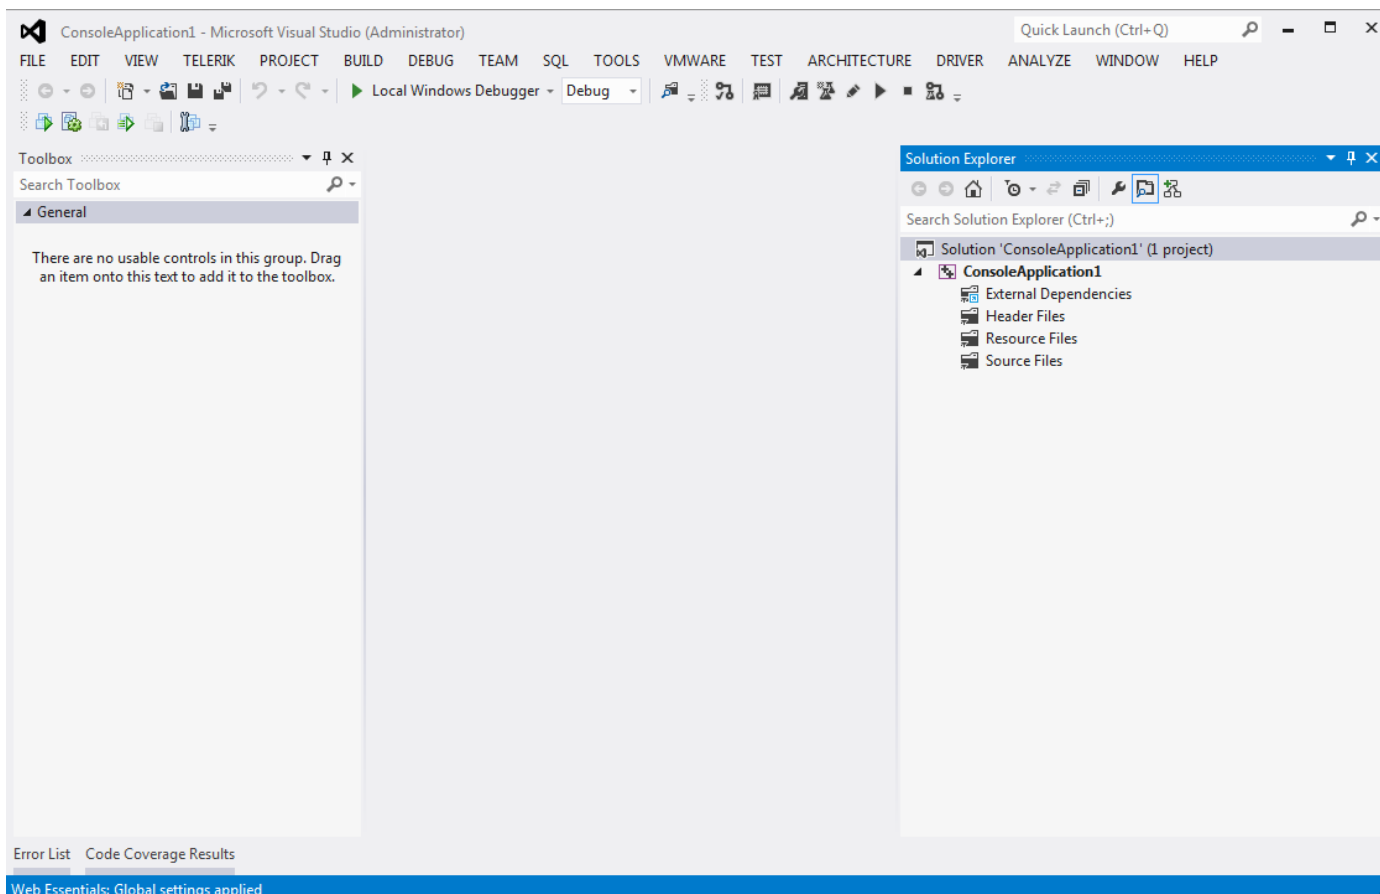 ConsoleApplication1 - Microsoft Visual Studio (Administrator)
Quick Launch (Ctrl+Q)
FILE EDIT VIEW TELERIK PROJECT BUILD DEBUG TEAM SQL TOOLS VMWARE TEST ARCHITECTURE DRIVER ANALYZE WINDOW HELP
Local Windows Debugger Debug
Toolbox
Search Toolbox
General
There are no usable controls in this group. Drag
an item onto this text to add it to the toolbox.
Solution Explorer
Search Solution Explorer (Ctrl+;)
Solution 'ConsoleApplication1' (1 project)
ConsoleApplication1
External Dependencies
Header Files
Resource Files
Source Files
Error List Code Coverage Results
Web Essentials: Global settings applied